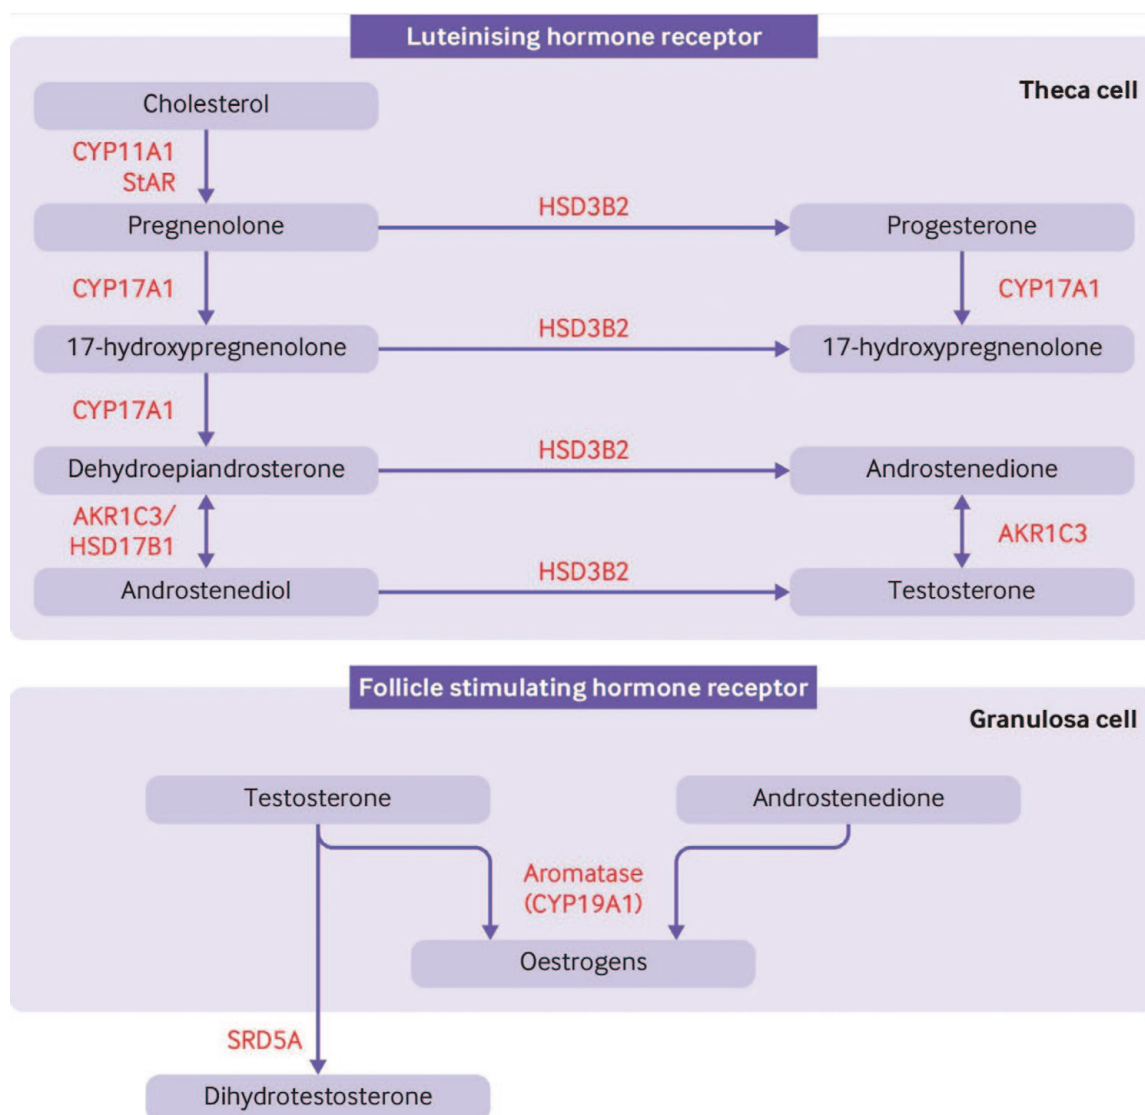 Luteinising hormone receptor
Theca cell
Cholesterol
CYP11A1
StAR
Pregnenolone
HSD3B2
Progesterone
CYP17A1
CYP17A1
17-hydroxypregnenolone
HSD3B2
17-hydroxypregnenolone
CYP17A1
Dehydroepiandrosterone
HSD3B2
Androstenedione
AKR1C3/
HSD17B1
AKR1C3
Androstenediol
HSD3B2
Testosterone
Follicle stimulating hormone receptor
Granulosa cell
Testosterone
Androstenedione
Aromatase
(CYP19A1)
Oestrogens
SRD5A
Dihydrotestosterone